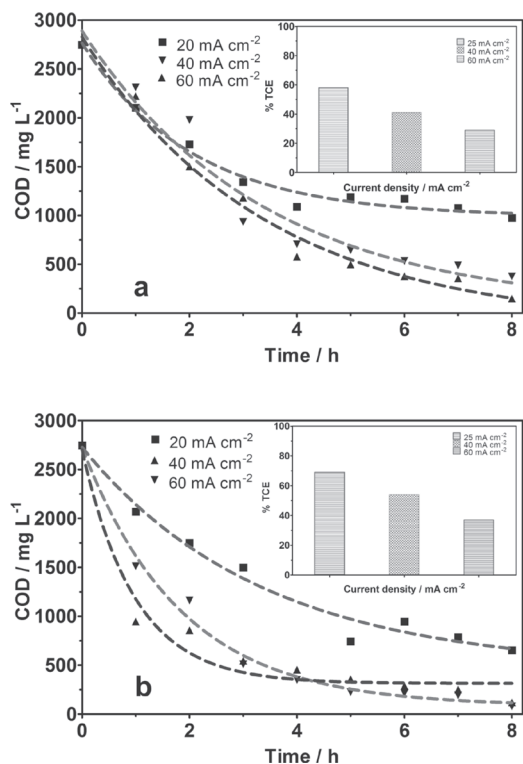 3000
2500
2000
1500
1000
500
0
COD / mg L-1
■ 20 mA cm-2
▼ 40 mA cm-2
▲ 60 mA cm-2
100
80
60
40
20
0
% TCE
25 mA cm-2
40 mA cm-2
60 mA cm-2
Current density / mA cm-2
a
0 2 4 6 8
Time / h
3000
2500
2000
1500
1000
500
0
COD / mg L-1
■ 20 mA cm-2
▲ 40 mA cm-2
▼ 60 mA cm-2
100
80
60
40
20
0
% TCE
25 mA cm-2
40 mA cm-2
60 mA cm-2
Current density / mA cm-2
b
0 2 4 6 8
Time / h